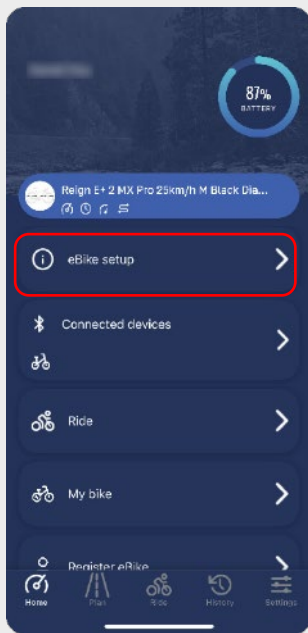 87%
BATTERY
Reign E+ 2 MX Pro 25km/h M Black Dia...
eBike setup
Connected devices
Ride
My bike
Register eBike
Home
Plan
Ride
History
Settings